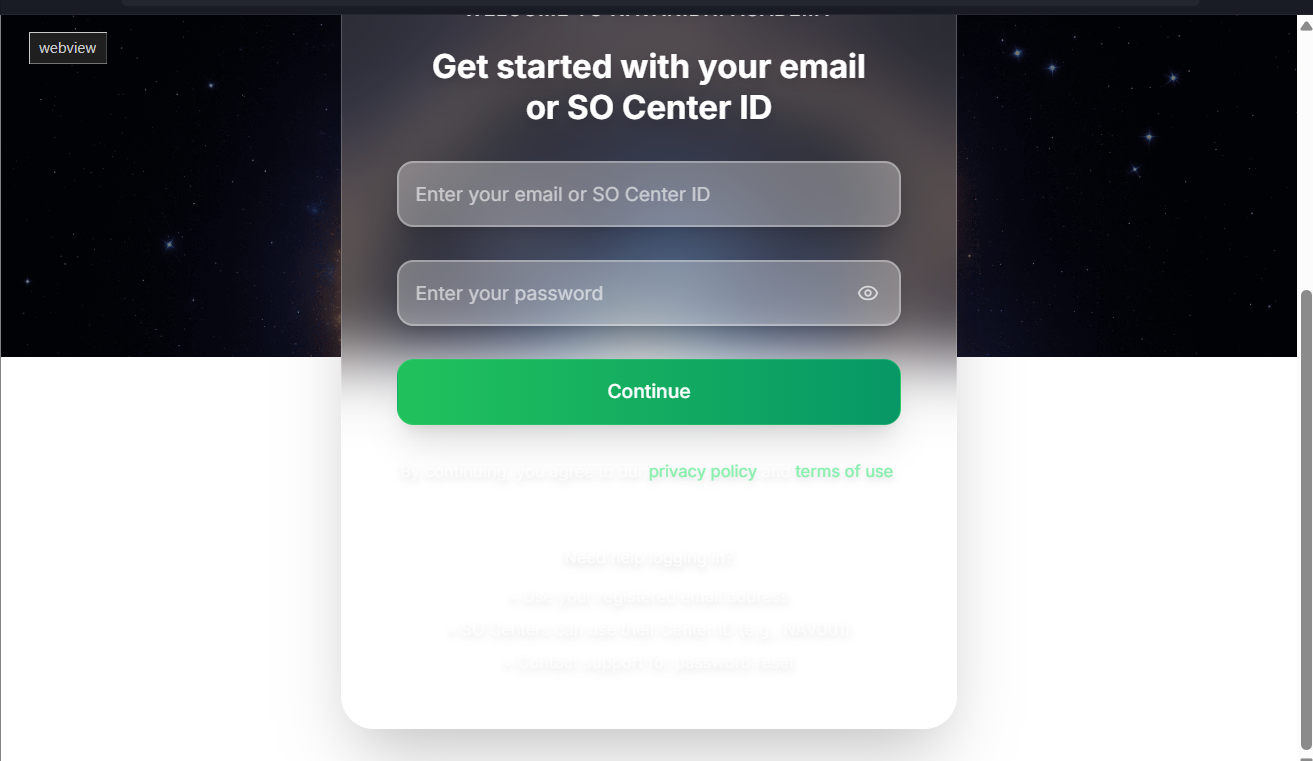 webview
Get started with your email
or SO Center ID
Enter your email or SO Center ID
Enter your password
Continue
By continuing, you agree to our privacy policy and terms of use
Need help logging in?
• Use your registered email address
• SO Centers can use their Center ID (e.g., NAV001)
• Contact support for password reset